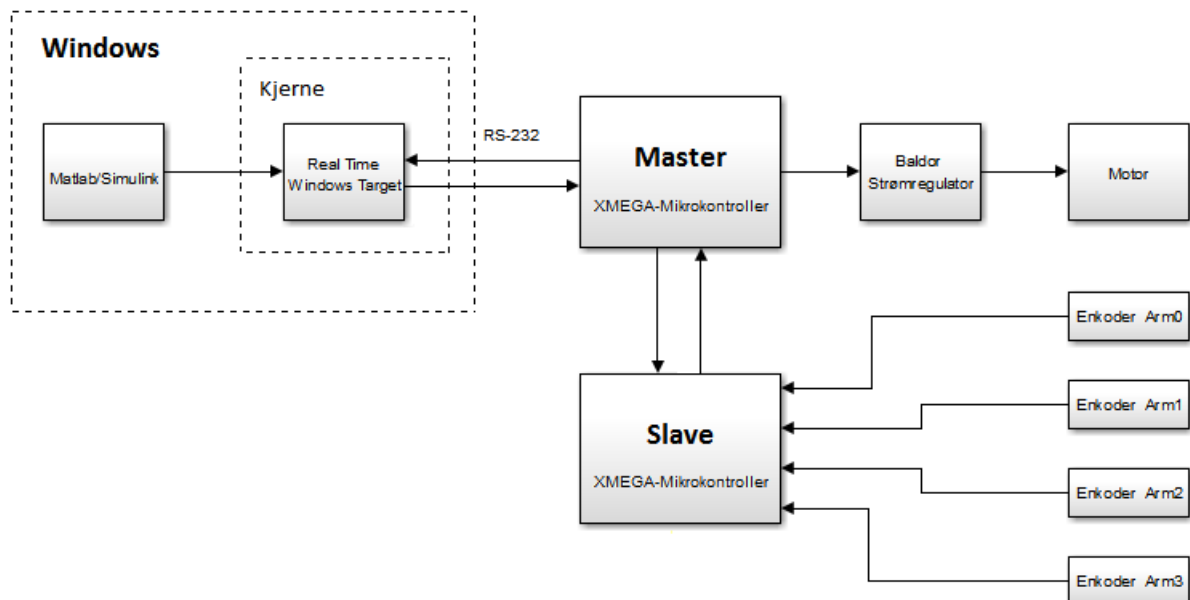 Windows
Kjerne
Matlab/Simulink
Real Time
Windows Target
RS-232
Master
XMEGA-Mikrokontroller
Baldor
Strømregulator
Motor
Slave
XMEGA-Mikrokontroller
Enkoder Arm0
Enkoder Arm1
Enkoder Arm2
Enkoder Arm3